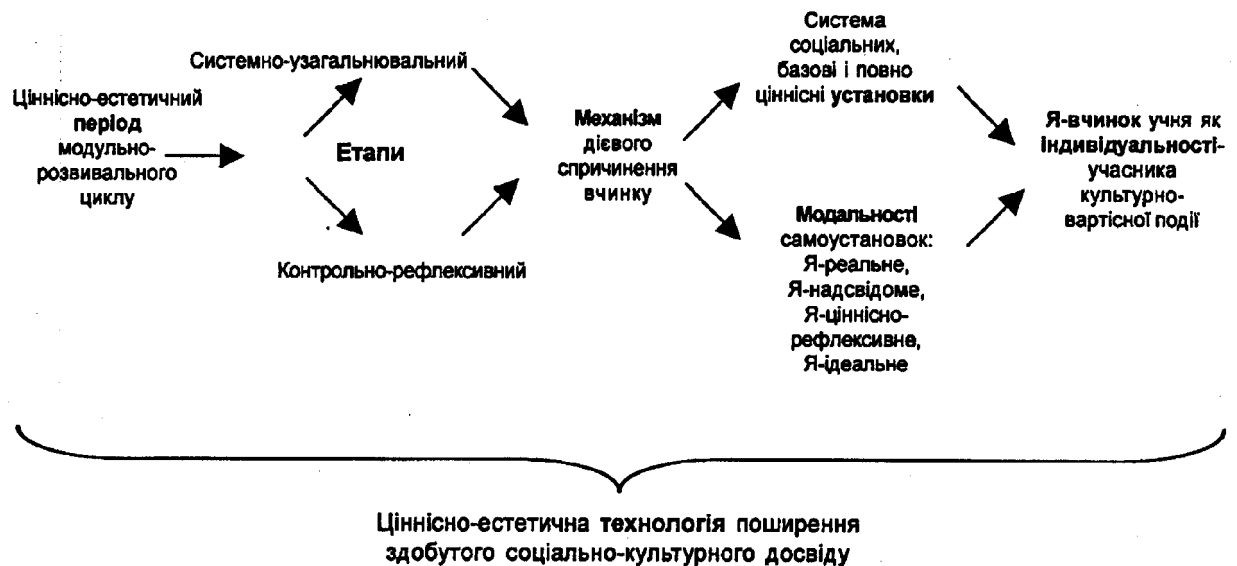 Ціннісно-естетичний
період
модульно-
розвивального
циклу
Системно-узагальнювальний
Етапи
Контрольно-рефлексивний
Механізм
дієвого
спричинення
вчинку
Система
соціальних,
базові і повно
ціннісні установки
Модальності
самоустановок:
Я-реальне,
Я-надсвідоме,
Я-ціннісно-
рефлексивне,
Я-ідеальне
Я-вчинок учня як
індивідуальності-
учасника
культурно-
вартісної події
Ціннісно-естетична технологія поширення
здобутого соціально-культурного досвіду